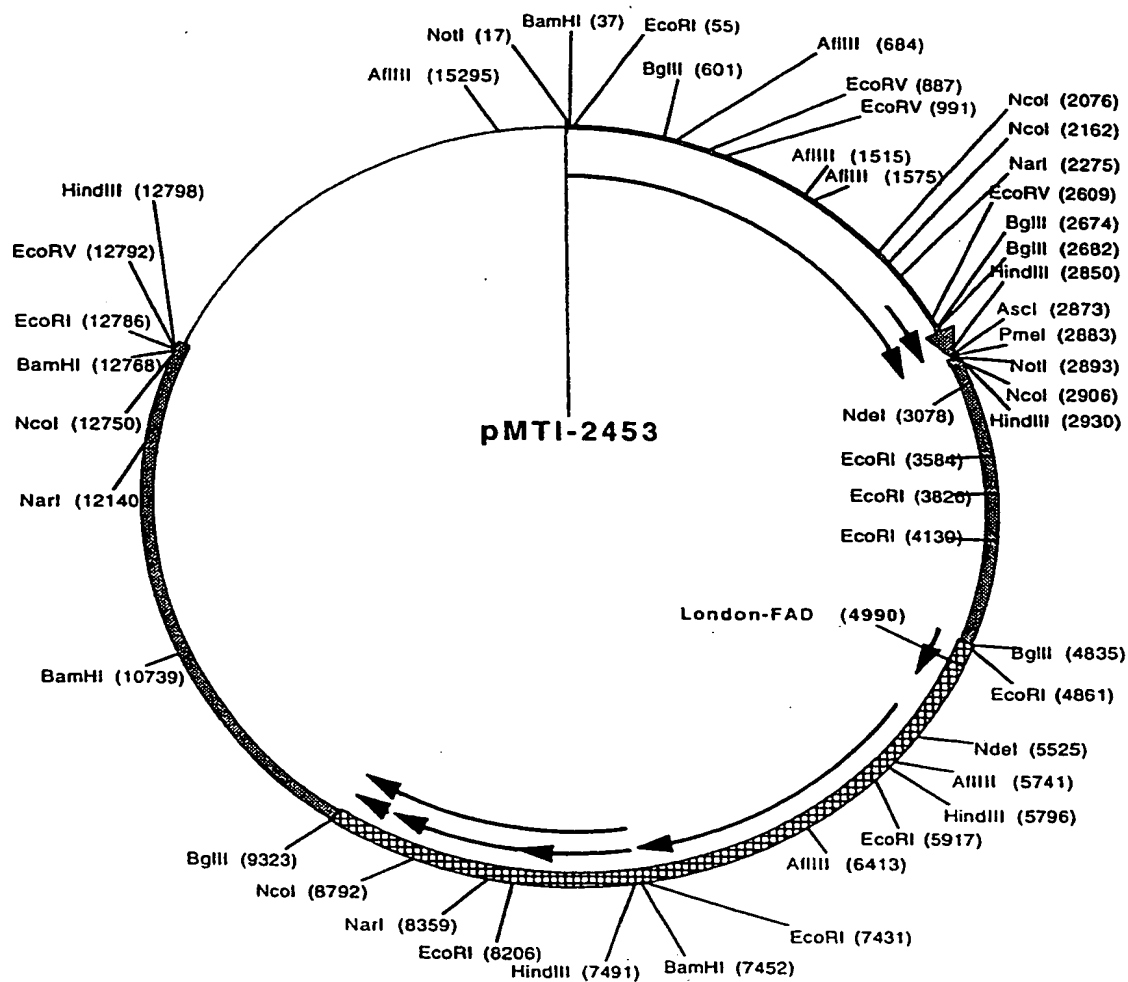 BamHI (37)
NotI (17)
EcoRI (55)
AflIII (684)
AflIII (15295)
BglII (601)
EcoRV (887)
EcoRV (991)
NcoI (2076)
NcoI (2162)
AflIII (1515)
AflIII (1575)
NarI (2275)
EcoRV (2609)
BglII (2674)
BglII (2682)
HindIII (2850)
AscI (2873)
PmeI (2883)
NotI (2893)
NcoI (2906)
HindIII (2930)
HindIII (12798)
EcoRV (12792)
EcoRI (12786)
BamHI (12768)
NcoI (12750)
NarI (12140)
NdeI (3078)
pMTI-2453
EcoRI (3584)
EcoRI (3826)
EcoRI (4139)
London-FAD (4990)
BglII (4835)
EcoRI (4861)
BamHI (10739)
NdeI (5525)
AflIII (5741)
HindIII (5796)
EcoRI (5917)
AflIII (6413)
BglII (9323)
NcoI (8792)
NarI (8359)
EcoRI (8206)
HindIII (7491)
BamHI (7452)
EcoRI (7431)